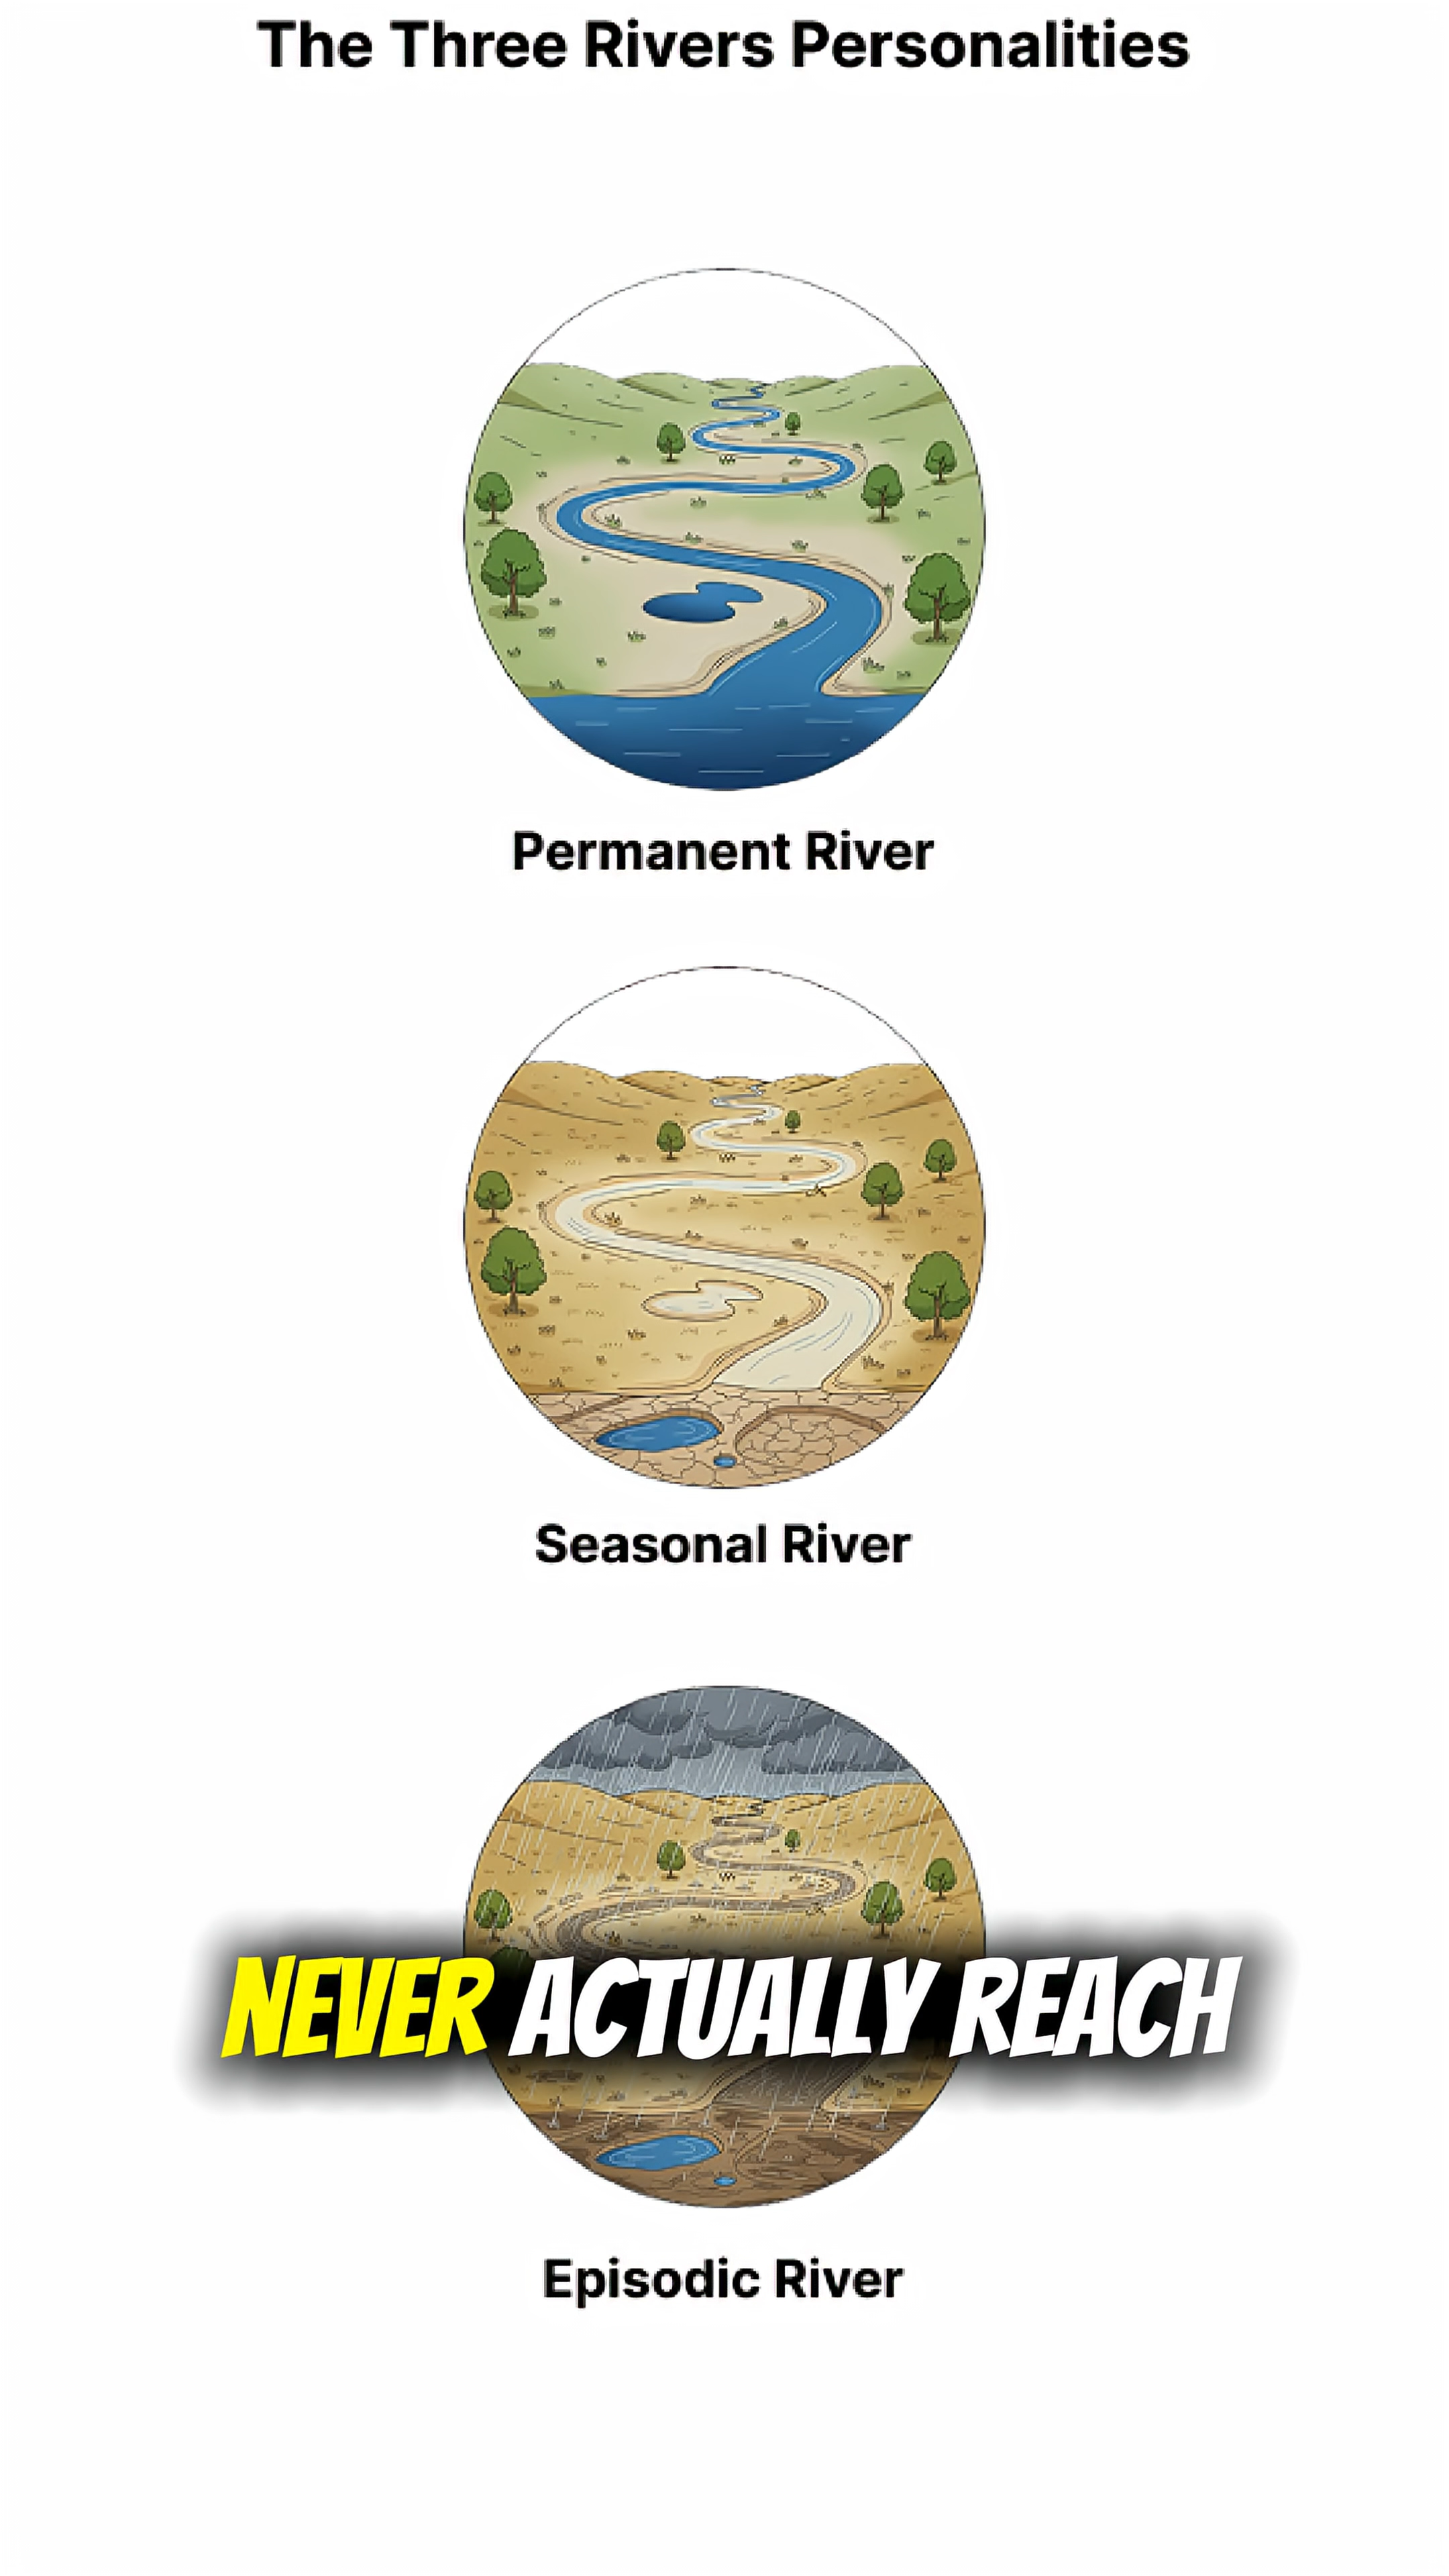 The Three Rivers Personalities
Permanent River
Seasonal River
NEVER ACTUALLY REACH
Episodic River